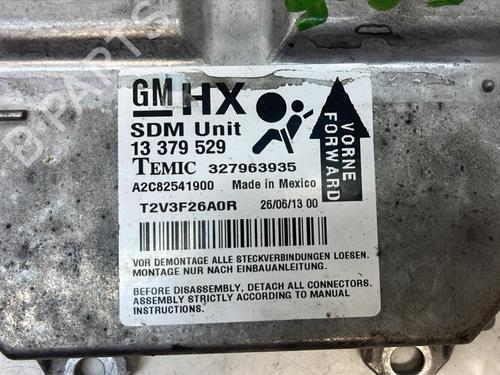 GM HX
SDM Unit
13 379 529
TEMIC 327963935
A2C82541900 Made in Mexico
T2V3F26A0R 26/06/13 00
VORNE
FORWARD
VOR DEMONTAGE ALLE STECKVERBINDUNGEN LOESEN.
MONTAGE NUR NACH EINBAUANLEITUNG.
BEFORE DISASSEMBLY, DETACH ALL CONNECTORS.
ASSEMBLY STRICTLY ACCORDING TO MANUAL
INSTRUCTIONS.
B-PARTS